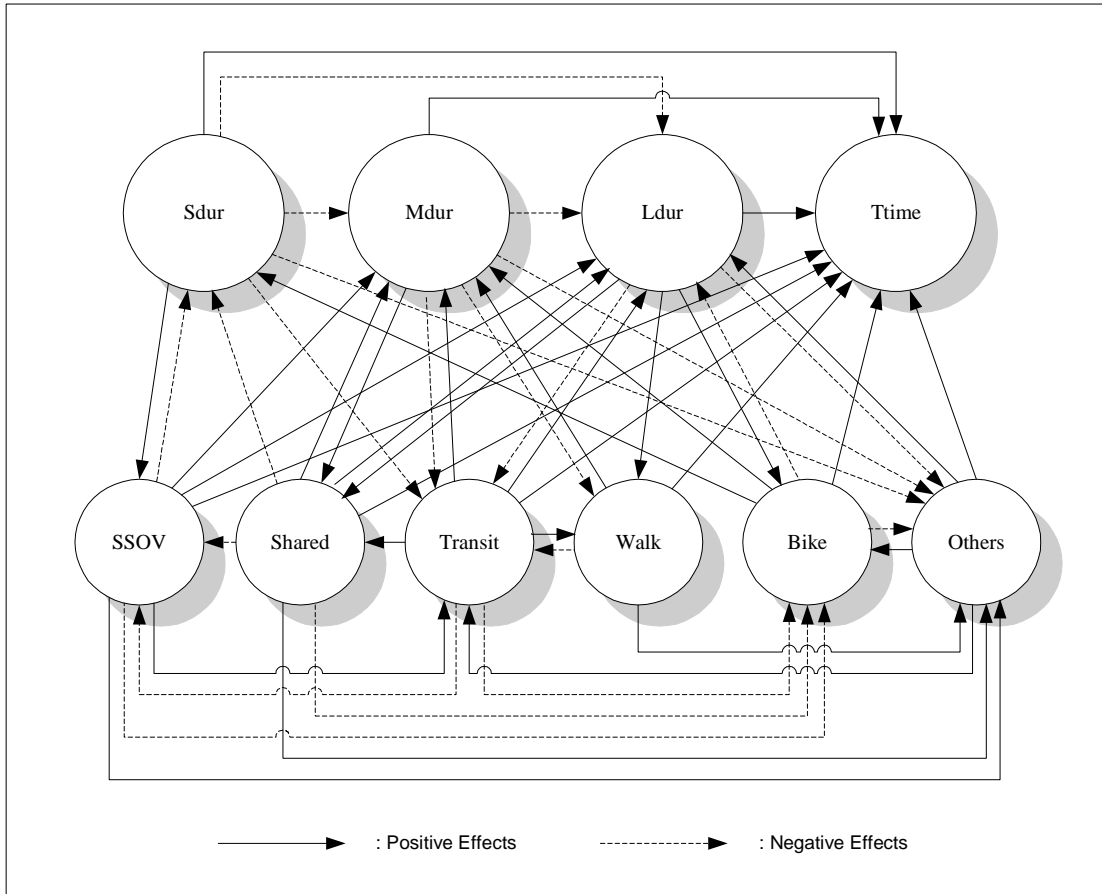 Sdur
Mdur
Ldur
Ttime
SSOV
Shared
Transit
Walk
Bike
Others
: Positive Effects
: Negative Effects